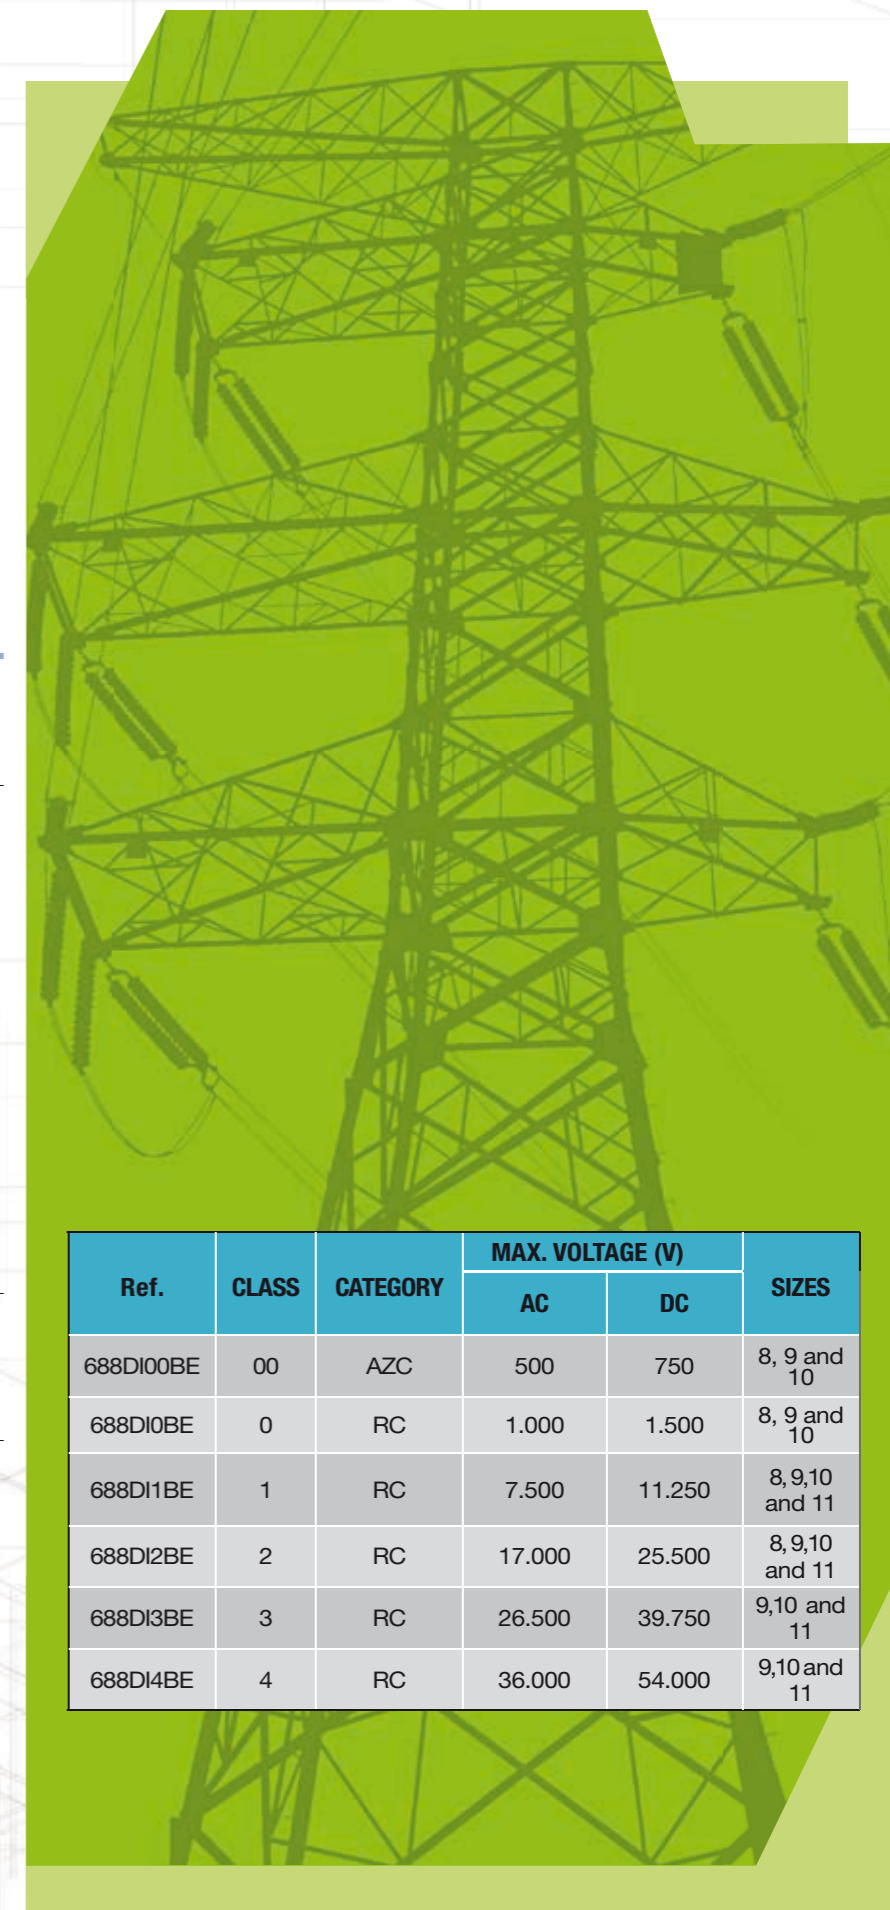 Ref. CLASS CATEGORY MAX. VOLTAGE (V) SIZES
AC DC
688DI00BE 00 AZC 500 750 8, 9 and
10
688DI0BE 0 RC 1.000 1.500 8, 9 and
10
688DI1BE 1 RC 7.500 11.250 8, 9,10
and 11
688DI2BE 2 RC 17.000 25.500 8, 9,10
and 11
688DI3BE 3 RC 26.500 39.750 9,10 and
11
688DI4BE 4 RC 36.000 54.000 9,10 and
11